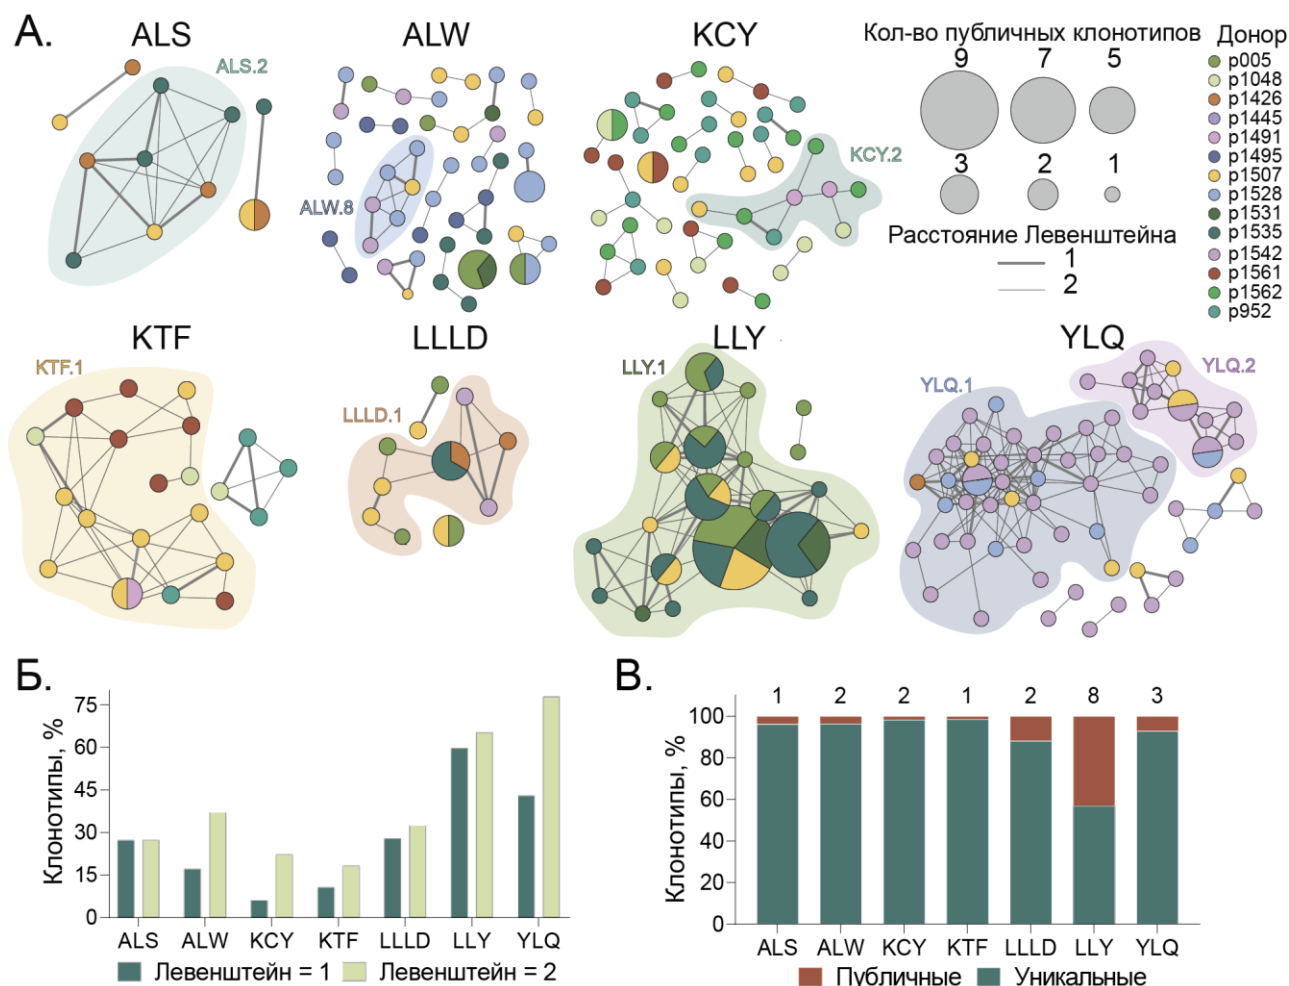 А.
ALS
ALW
KCY
Кол-во публичных клонотипов
9 7 5
3 2 1
Расстояние Левенштейна
1
2
Донор
p005
p1048
p1426
p1445
p1491
p1495
p1507
p1528
p1531
p1535
p1542
p1561
p1562
p952
ALS.2
ALW.8
KCY.2
KTF
LLLD
LLY
YLQ
KTF.1
LLLD.1
LLY.1
YLQ.1
YLQ.2
Б.
Клонотипы, %
75
60
45
30
15
0
ALS ALW KCY KTF LLLD LLY YLQ
Левенштейн = 1 Левенштейн = 2
В.
1 2 2 1 2 8 3
Клонотипы, %
100
80
60
40
20
0
ALS ALW KCY KTF LLLD LLY YLQ
Публичные Уникальные